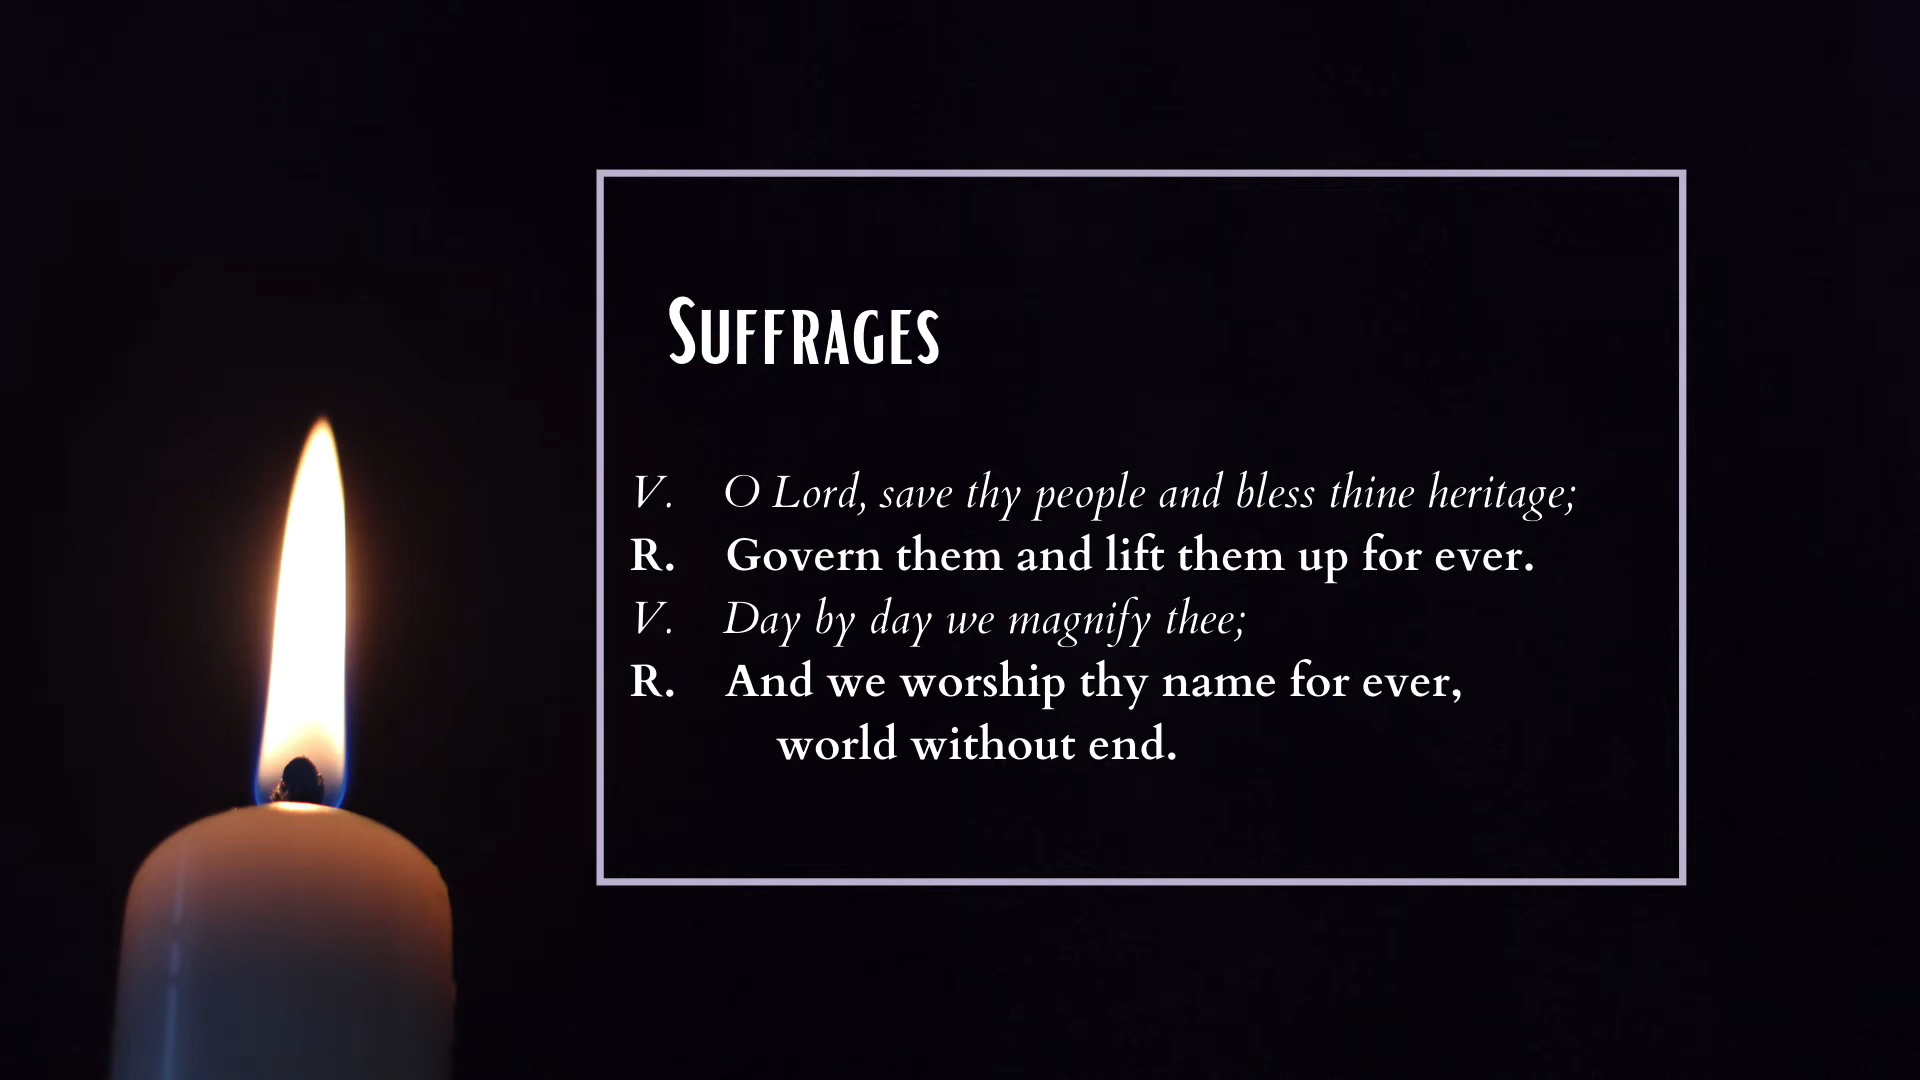 Suffrages
V. O Lord, save thy people and bless thine heritage;
R. Govern them and lift them up for ever.
V. Day by day we magnify thee;
R. And we worship thy name for ever,
world without end.